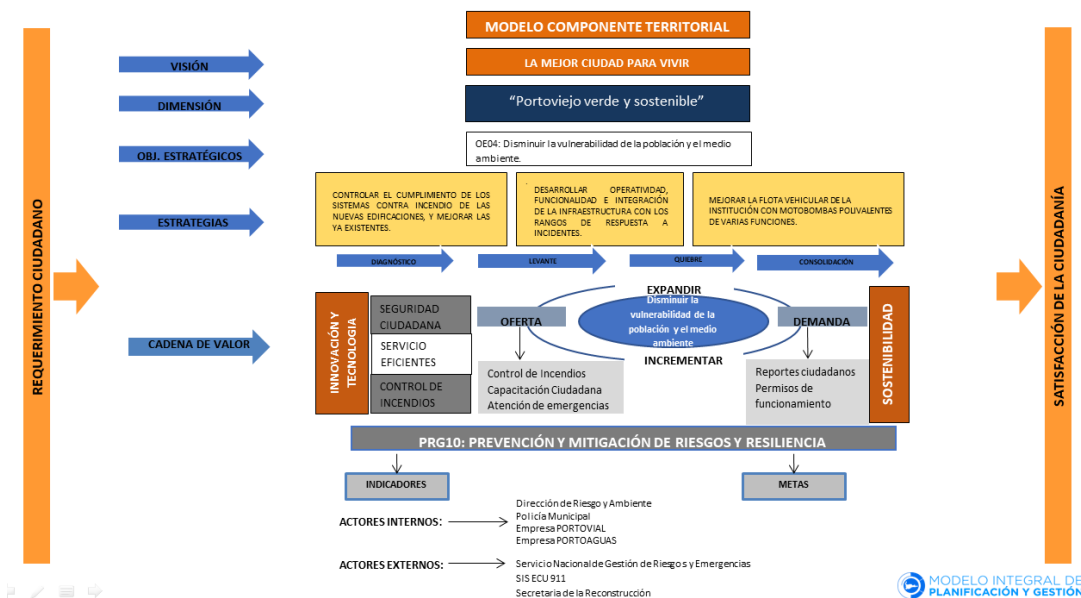 MODELO COMPONENTE TERRITORIAL
LA MEJOR CIUDAD PARA VIVIR
VISIÓN
"Portoviejo verde y sostenible"
DIMENSIÓN
OE04: Disminuir la vulnerabilidad de la población y el medio
ambiente.
OBJ. ESTRATÉGICOS
CONTROLAR EL CUMPLIMIENTO DE LOS
SISTEMAS CONTRA INCENDIO DE LAS
NUEVAS EDIFICACIONES, Y MEJORAR LAS
YA EXISTENTES.
DESARROLLAR OPERATIVIDAD,
FUNCIONALIDAD E INTEGRACIÓN
DE LA INFRAESTRUCTURA CON LOS
RANGOS DE RESPUESTA A
INCIDENTES.
MEJORAR LA FLOTA VEHICULAR DE LA
INSTITUCIÓN CON MOTOBOMBAS POLIVALENTES
DE VARIAS FUNCIONES.
ESTRATEGIAS
DIAGNÓSTICO
LEVANTE
QUIEBRE
CONSOLIDACIÓN
REQUERIMIENTO CIUDADANO
SATISFACCIÓN DE LA CIUDADANÍA
CADENA DE VALOR
INNOVACIÓN Y
TECNOLOGIA
SEGURIDAD
CIUDADANA
SERVICIO
EFICIENTES
CONTROL DE
INCENDIOS
OFERTA
EXPANDIR
Disminuir la
vulnerabilidad de la
población y el medio
ambiente
INCREMENTAR
DEMANDA
SOSTENIBILIDAD
Control de Incendios
Capacitación Ciudadana
Atención de emergencias
Reportes ciudadanos
Permisos de
funcionamiento
PRG10: PREVENCIÓN Y MITIGACIÓN DE RIESGOS Y RESILIENCIA
INDICADORES
METAS
ACTORES INTERNOS:
Dirección de Riesgo y Ambiente
Policía Municipal
Empresa PORTOVIAL
Empresa PORTOAGUAS
ACTORES EXTERNOS:
Servicio Nacional de Gestión de Riesgos y Emergencias
SIS ECU 911
Secretaria de la Reconstrucción
MODELO INTEGRAL DE
PLANIFICACIÓN Y GESTIÓN